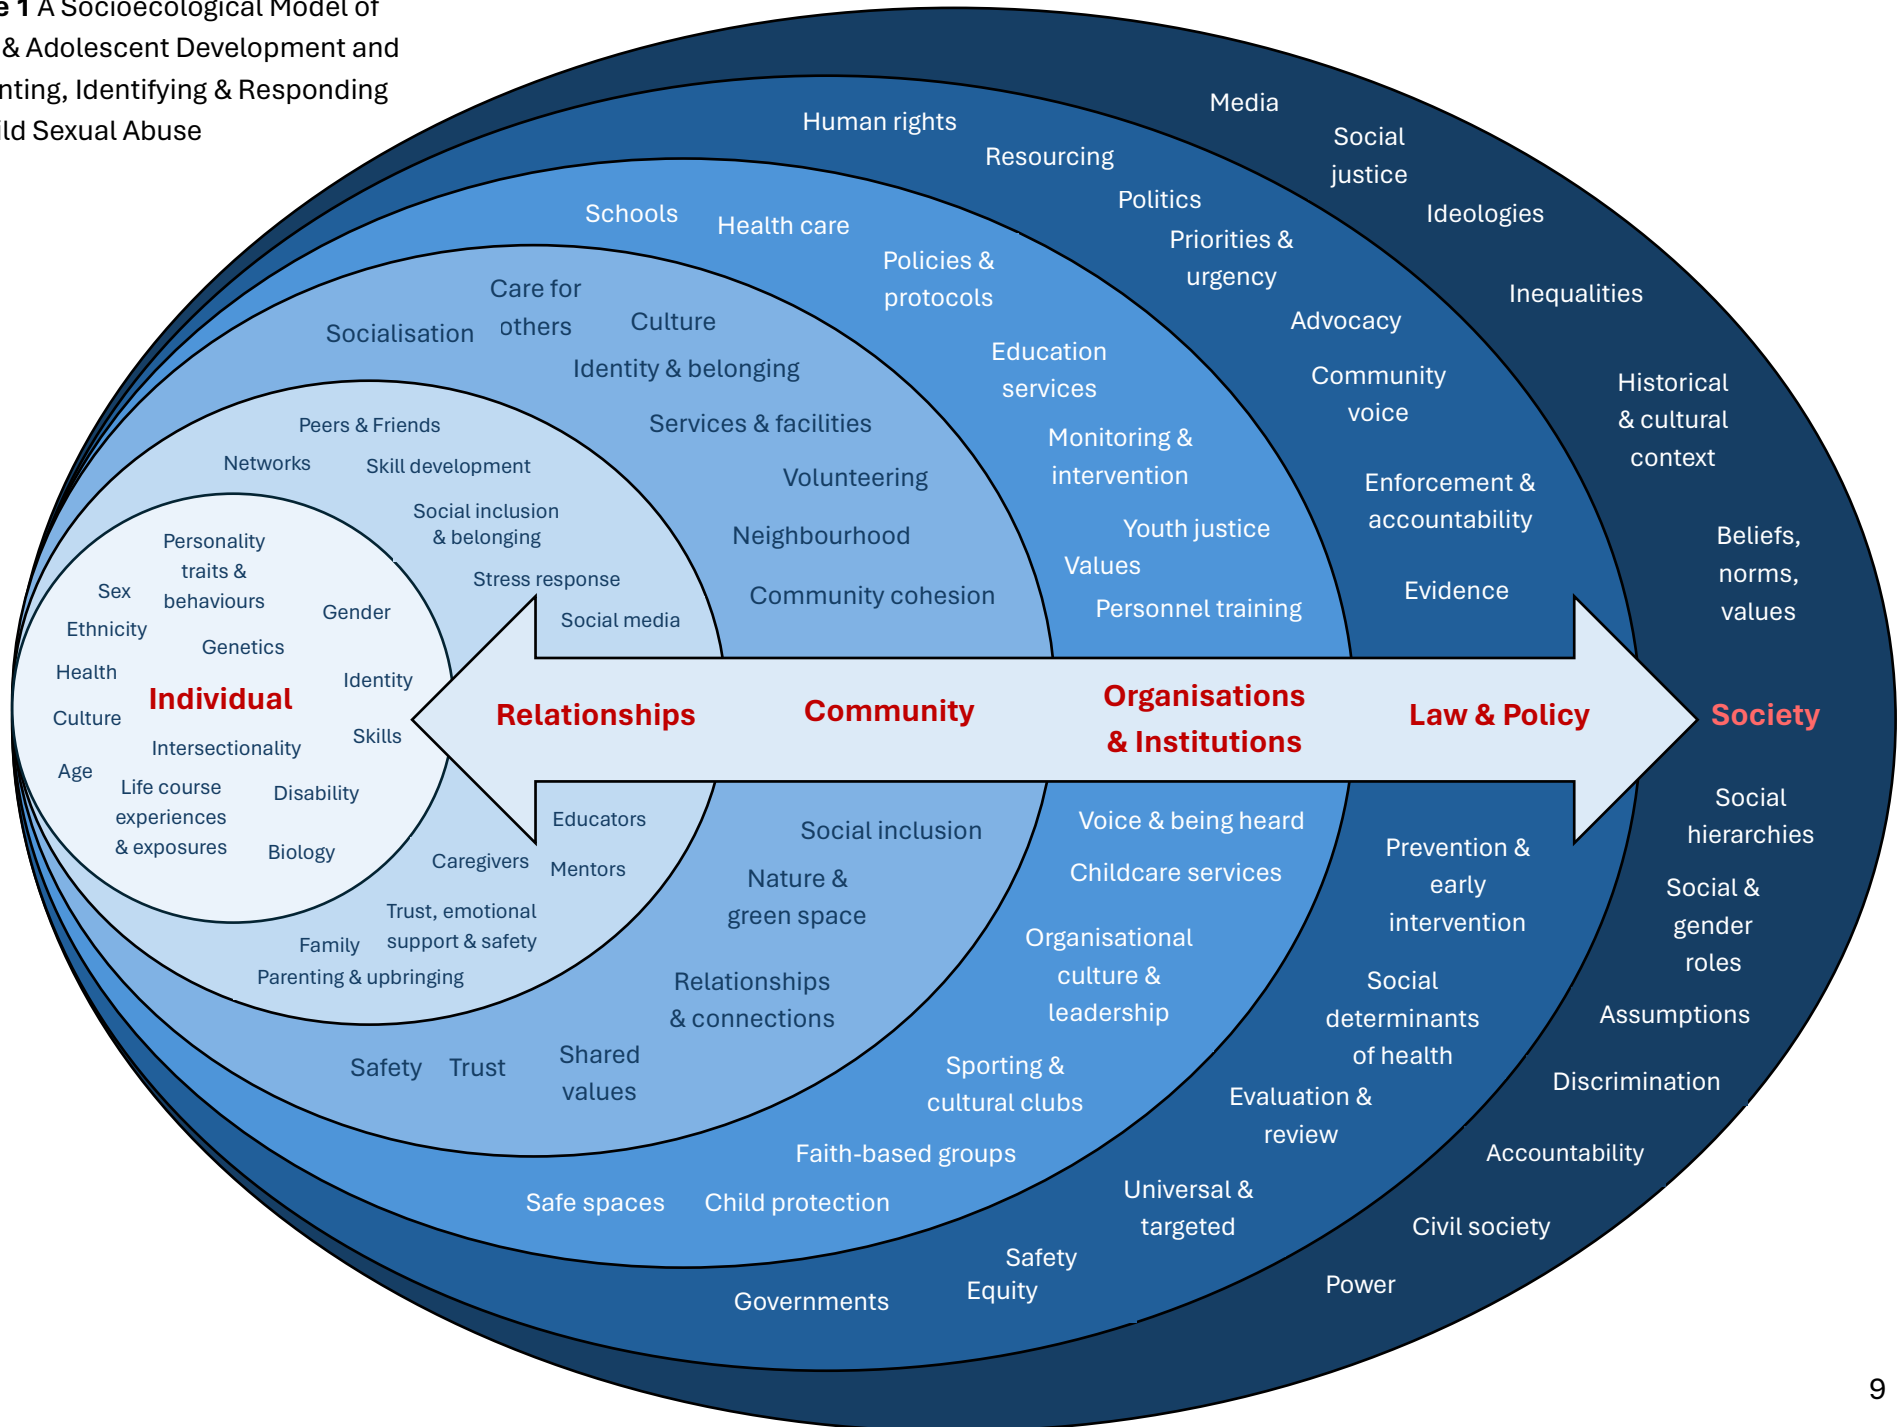 e 1 A Socioecological Model of
& Adolescent Development and
nting, Identifying & Responding
ild Sexual Abuse
Media
Social
justice
Ideologies
Inequalities
Historical
& cultural
context
Beliefs,
norms,
values
Society
Social
hierarchies
Social &
gender
roles
Assumptions
Discrimination
Accountability
Civil society
Power
Human rights
Resourcing
Politics
Priorities &
urgency
Advocacy
Community
voice
Enforcement &
accountability
Evidence
Law & Policy
Prevention &
early
intervention
Social
determinants
of health
Evaluation &
review
Universal &
targeted
Safety
Equity
Governments
Schools
Health care
Policies &
protocols
Education
services
Monitoring &
intervention
Youth justice
Values
Personnel training
Organisations
& Institutions
Voice & being heard
Childcare services
Organisational
culture &
leadership
Sporting &
cultural clubs
Faith-based groups
Safe spaces
Child protection
Care for
others
Socialisation
Culture
Identity & belonging
Services & facilities
Volunteering
Neighbourhood
Community cohesion
Community
Social inclusion
Nature &
green space
Relationships
& connections
Shared
values
Safety
Trust
Peers & Friends
Networks
Skill development
Social inclusion
& belonging
Stress response
Social media
Relationships
Educators
Caregivers
Mentors
Trust, emotional
support & safety
Family
Parenting & upbringing
Personality
traits &
behaviours
Sex
Gender
Ethnicity
Genetics
Health
Identity
Individual
Culture
Skills
Intersectionality
Age
Life course
experiences
& exposures
Disability
Biology
9